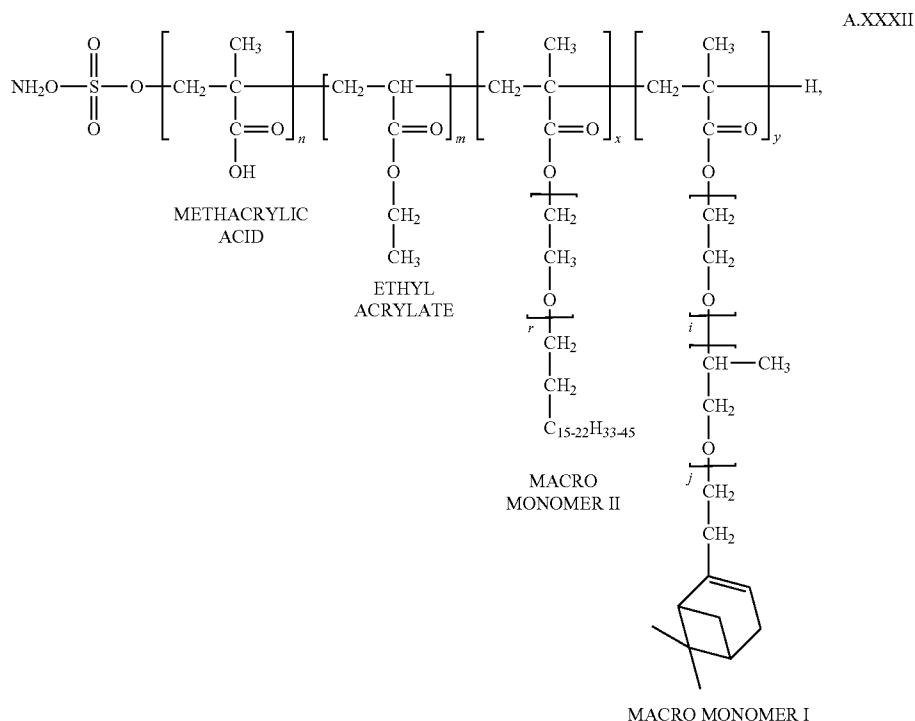 A.XXXII
O CH₃ CH₃ CH₃
NH₂O—S—O—CH₂—C—CH₂—CH—CH₂—C—CH₂—C—H,
O C=O n C=O m C=O x C=O y
OH O O O
METHACRYLIC
ACID
CH₂ CH₂ CH₂
CH₃ CH₃ CH₂
ETHYL
ACRYLATE
O O
r i
CH₂ CH—CH₃
CH₂ CH₂
C₁₅₋₂₂H₃₃₋₄₅ O
j
MACRO
MONOMER II
CH₂
CH₂
MACRO MONOMER I